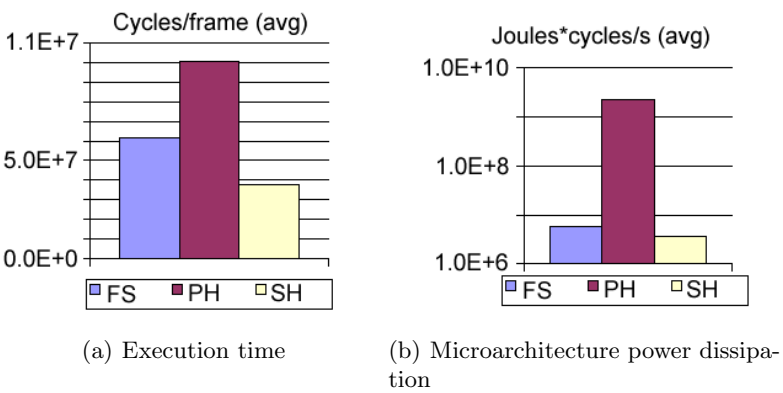 Cycles/frame (avg)
1.1E+7
5.0E+7
0.0E+0
FS PH SH
(a) Execution time
Joules*cycles/s (avg)
1.0E+10
1.0E+8
1.0E+6
FS PH SH
(b) Microarchitecture power dissipa-
tion